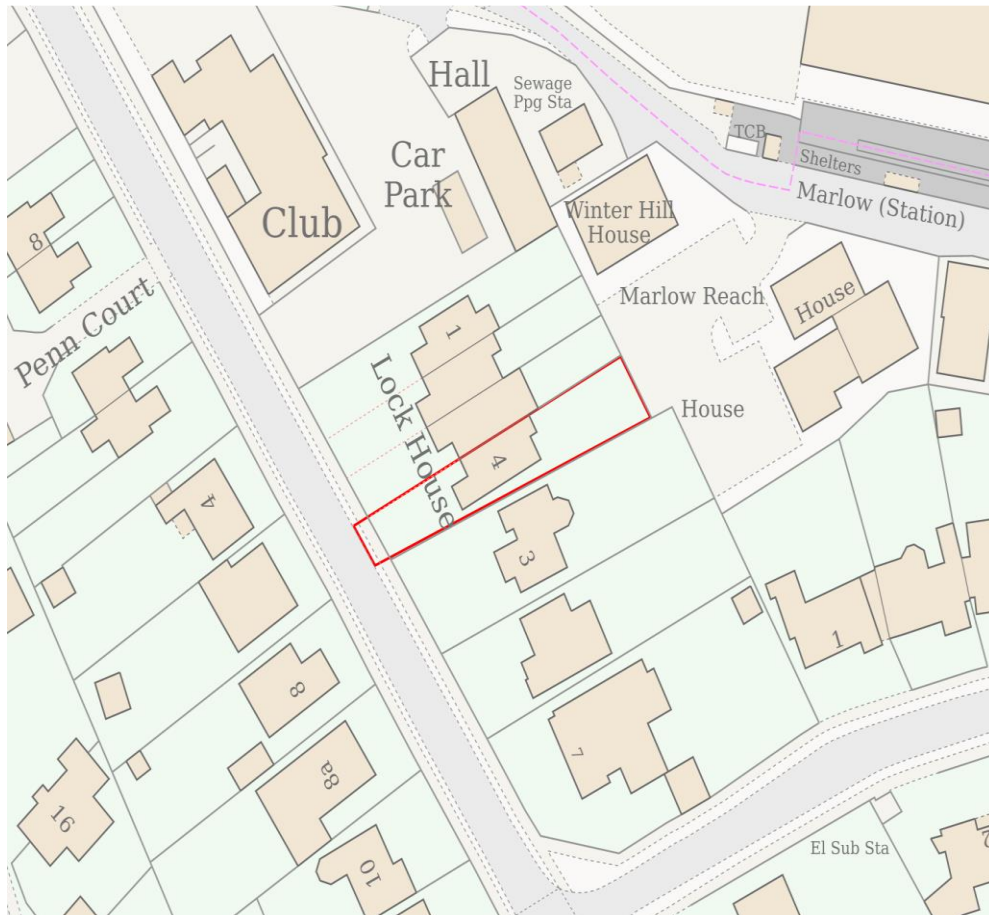 Hall
Sewage
Ppg Sta
TCB
Shelters
Marlow (Station)
Car
Park
Club
Winter Hill
House
8
Penn Court
Marlow Reach
House
1
Lock House
House
4
4
3
1
8
7
8a
16
10
El Sub Sta